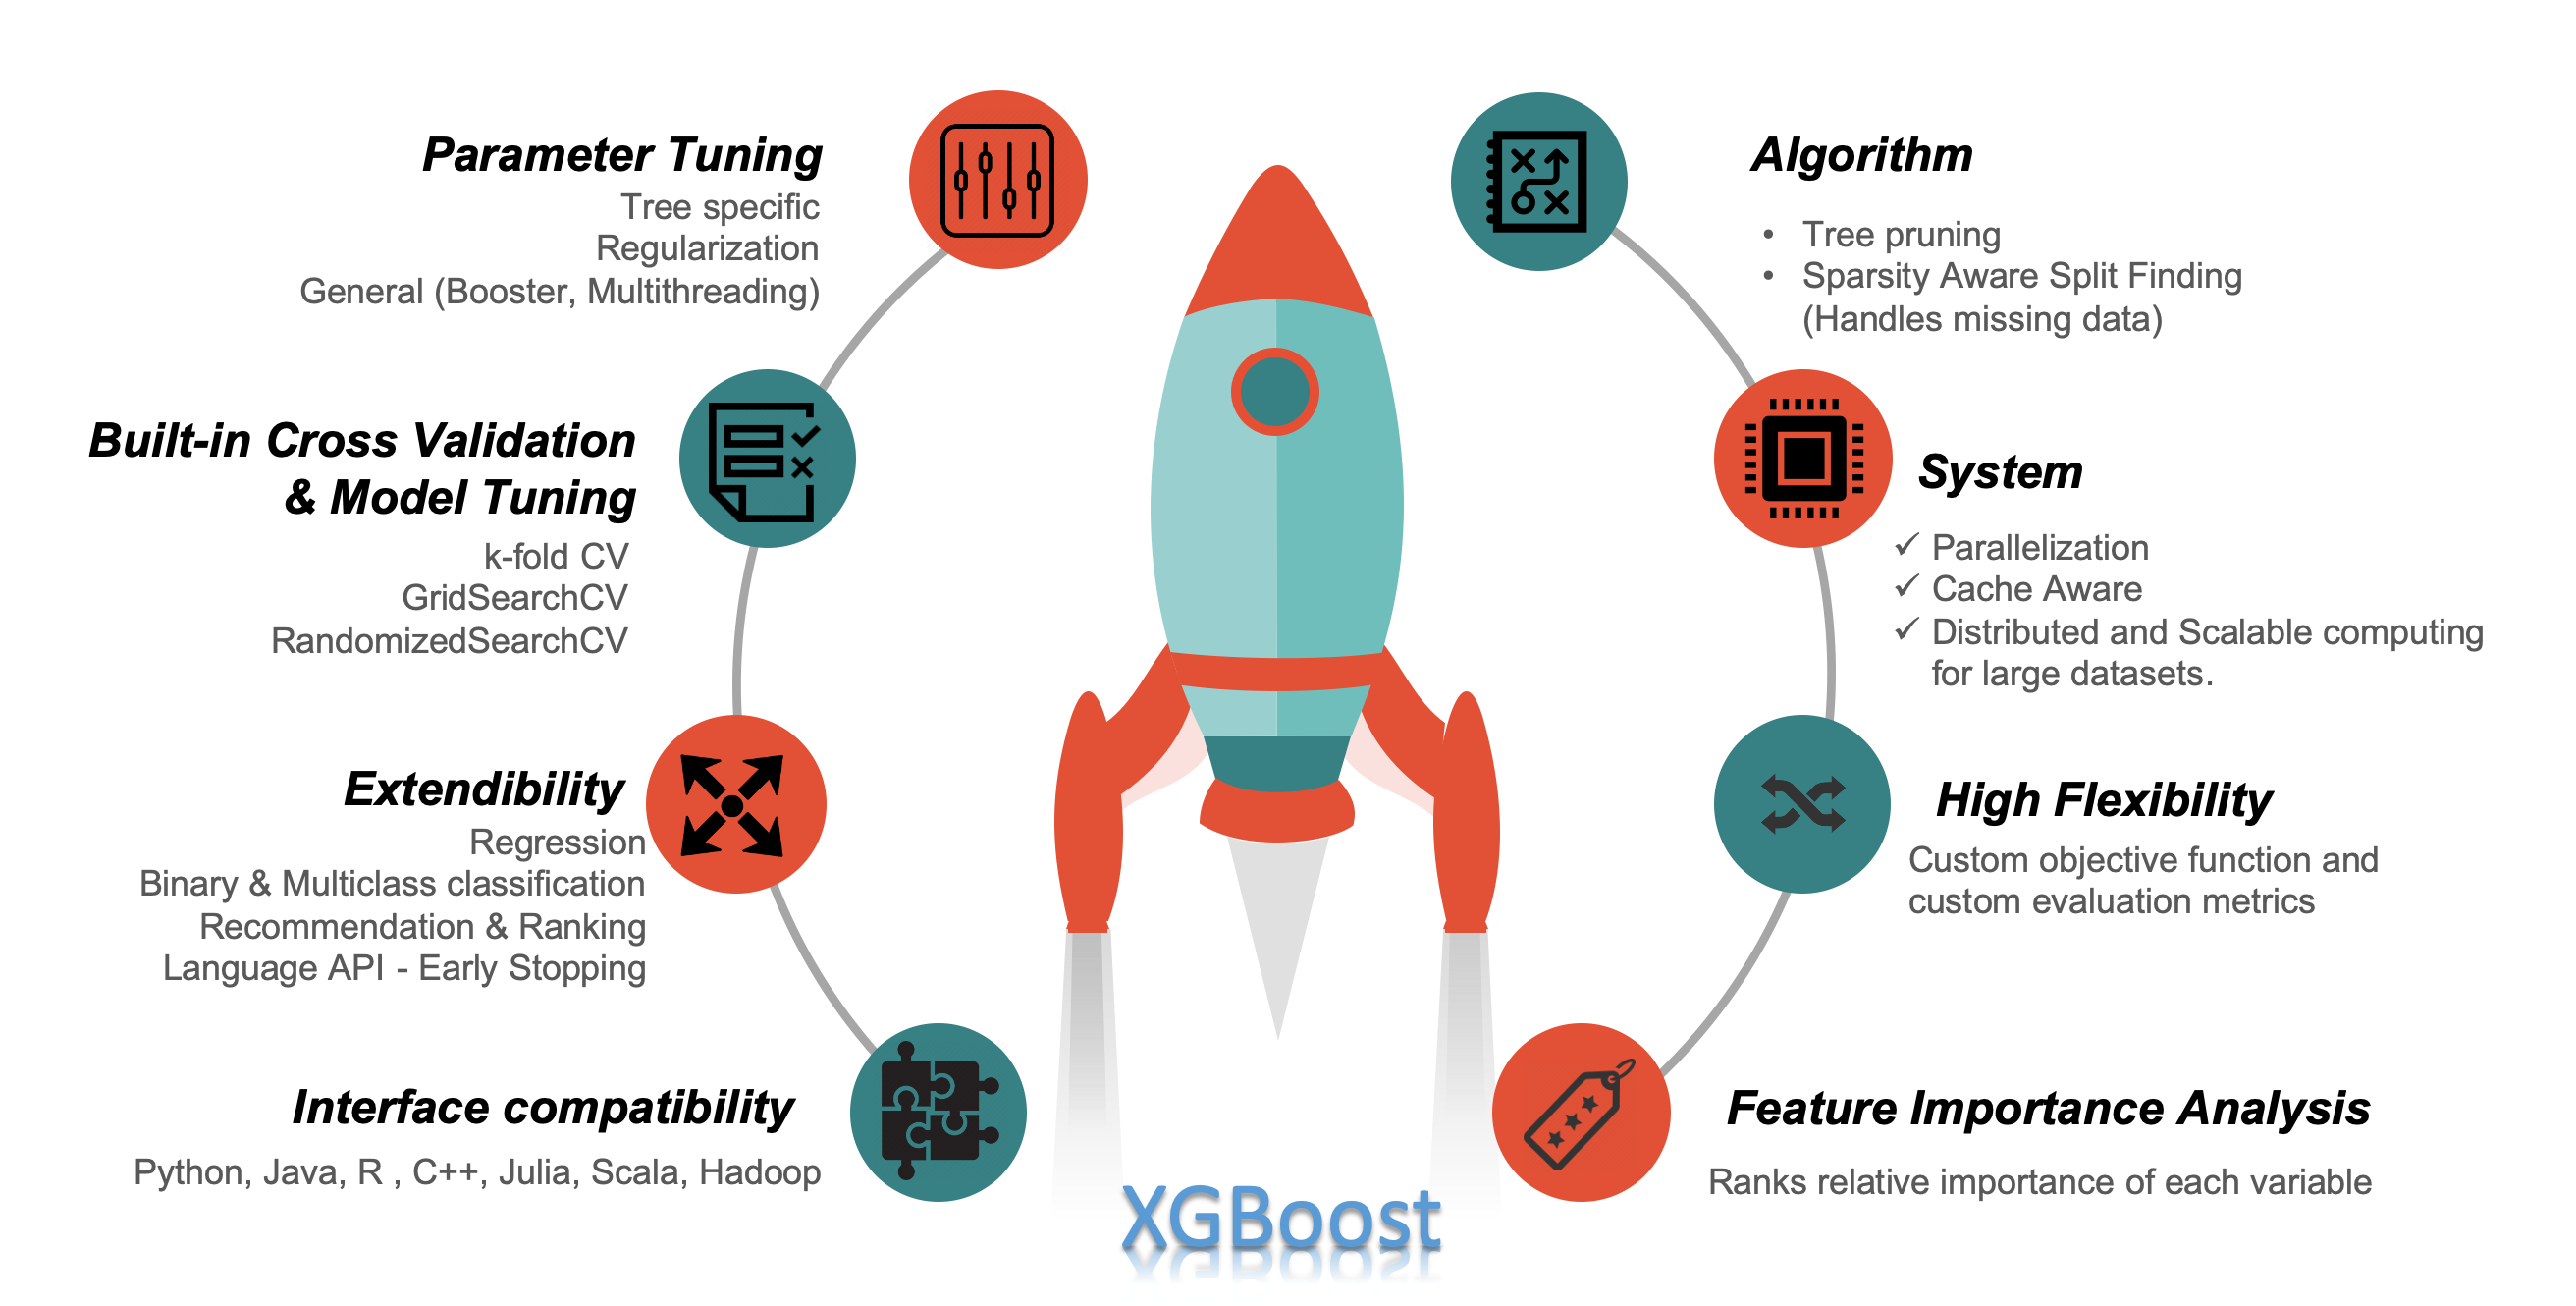 Parameter Tuning
Tree specific
Regularization
General (Booster, Multithreading)
Built-in Cross Validation
& Model Tuning
k-fold CV
GridSearchCV
RandomizedSearchCV
Extendibility
Regression
Binary & Multiclass classification
Recommendation & Ranking
Language API - Early Stopping
Interface compatibility
Python, Java, R , C++, Julia, Scala, Hadoop
Algorithm
• Tree pruning
• Sparsity Aware Split Finding
(Handles missing data)
System
✓ Parallelization
✓ Cache Aware
✓ Distributed and Scalable computing
for large datasets.
High Flexibility
Custom objective function and
custom evaluation metrics
Feature Importance Analysis
Ranks relative importance of each variable
XGBoost